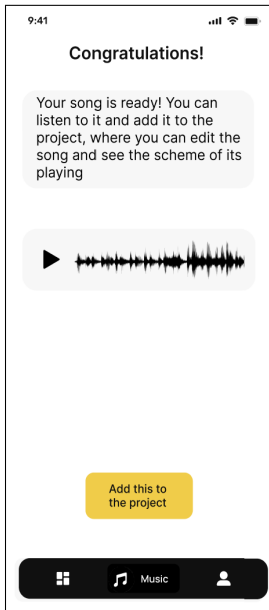 9:41
Congratulations!
Your song is ready! You can
listen to it and add it to the
project, where you can edit the
song and see the scheme of its
playing
Add this to
the project
Music